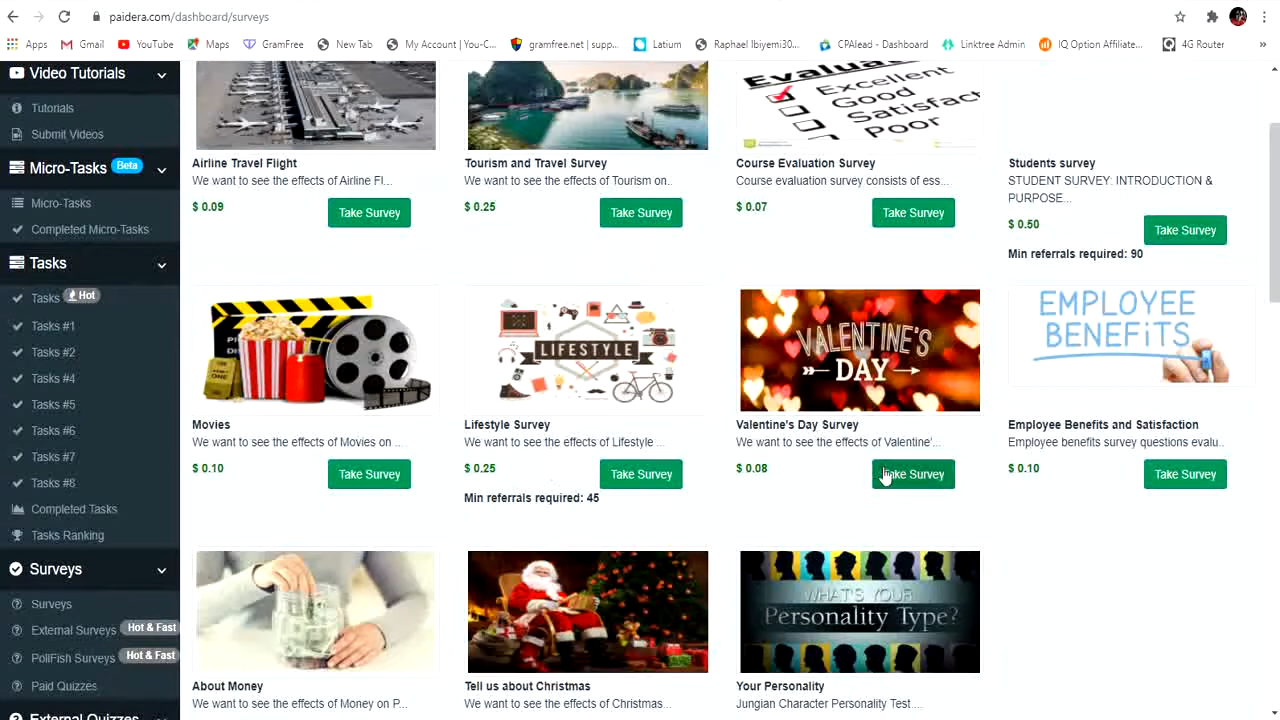 paidera.com/dashboard/surveys
Apps Gmail YouTube Maps GramFree New Tab My Account | You-C... gramfree.net | supp... Latium Raphael Ibiyemi30... CPAlead - Dashboard Linktree Admin IQ Option Affiliate... 4G Router »
Video Tutorials
Tutorials
Submit Videos
Micro-Tasks Beta
Micro-Tasks
Completed Micro-Tasks
Tasks
Tasks Hot
Tasks #1
Tasks #2
Tasks #4
Tasks #5
Tasks #6
Tasks #7
Tasks #8
Completed Tasks
Tasks Ranking
Surveys
Surveys
External Surveys Hot & Fast
PollFish Surveys Hot & Fast
Paid Quizzes
External Quizzes
Excellent
Good
Poor
Airline Travel Flight
We want to see the effects of Airline Fl...
$ 0.09
Take Survey
Tourism and Travel Survey
We want to see the effects of Tourism on..
$ 0.25
Take Survey
Course Evaluation Survey
Course evaluation survey consists of ess...
$ 0.07
Take Survey
Students survey
STUDENT SURVEY: INTRODUCTION &
PURPOSE...
$ 0.50
Take Survey
Min referrals required: 90
Movies
We want to see the effects of Movies on ...
$ 0.10
Take Survey
LIFESTYLE
Lifestyle Survey
We want to see the effects of Lifestyle ...
$ 0.25
Take Survey
Min referrals required: 45
VALENTINE'S
DAY
Valentine's Day Survey
We want to see the effects of Valentine'...
$ 0.08
Take Survey
EMPLOYEE
BENEFiTS
Employee Benefits and Satisfaction
Employee benefits survey questions evalu..
$ 0.10
Take Survey
About Money
We want to see the effects of Money on P...
Tell us about Christmas
We want to see the effects of Christmas...
WHAT'S YOUR
Personality Type?
Your Personality
Jungian Character Personality Test....